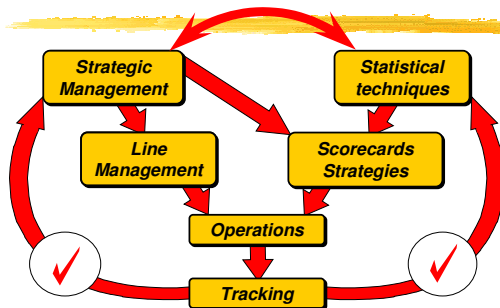 Strategic
Management
Statistical
techniques
Line
Management
Scorecards
Strategies
Operations
Tracking